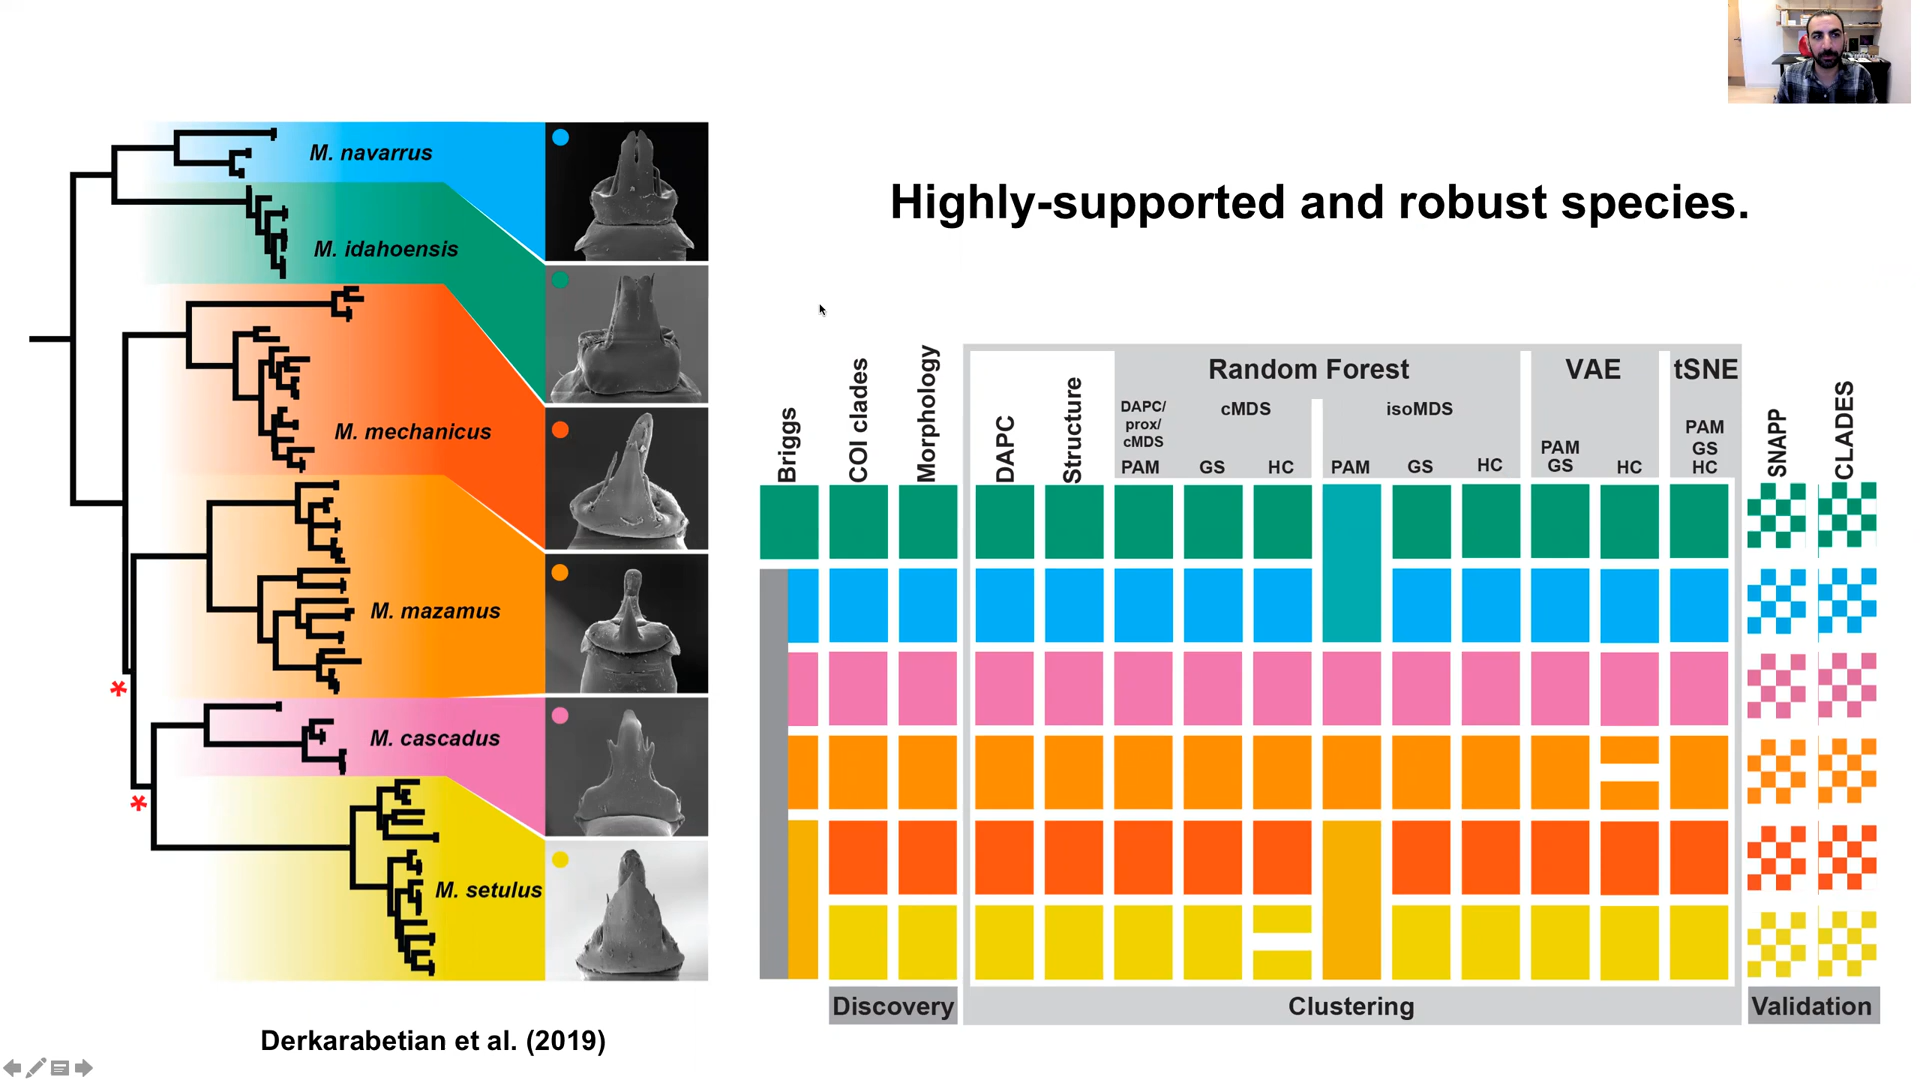 M. navarrus
M. idahoensis
M. mechanicus
M. mazamus
M. cascadus
M. setulus
*
*
Derkarabetian et al. (2019)
Highly-supported and robust species.
Briggs
COI clades
Morphology
DAPC
Structure
Random Forest
DAPC/
prox/
cMDS
PAM
cMDS
GS
HC
isoMDS
PAM
GS
HC
VAE
PAM
GS
HC
tSNE
PAM
GS
HC
SNAPP
CLADES
Discovery
Clustering
Validation